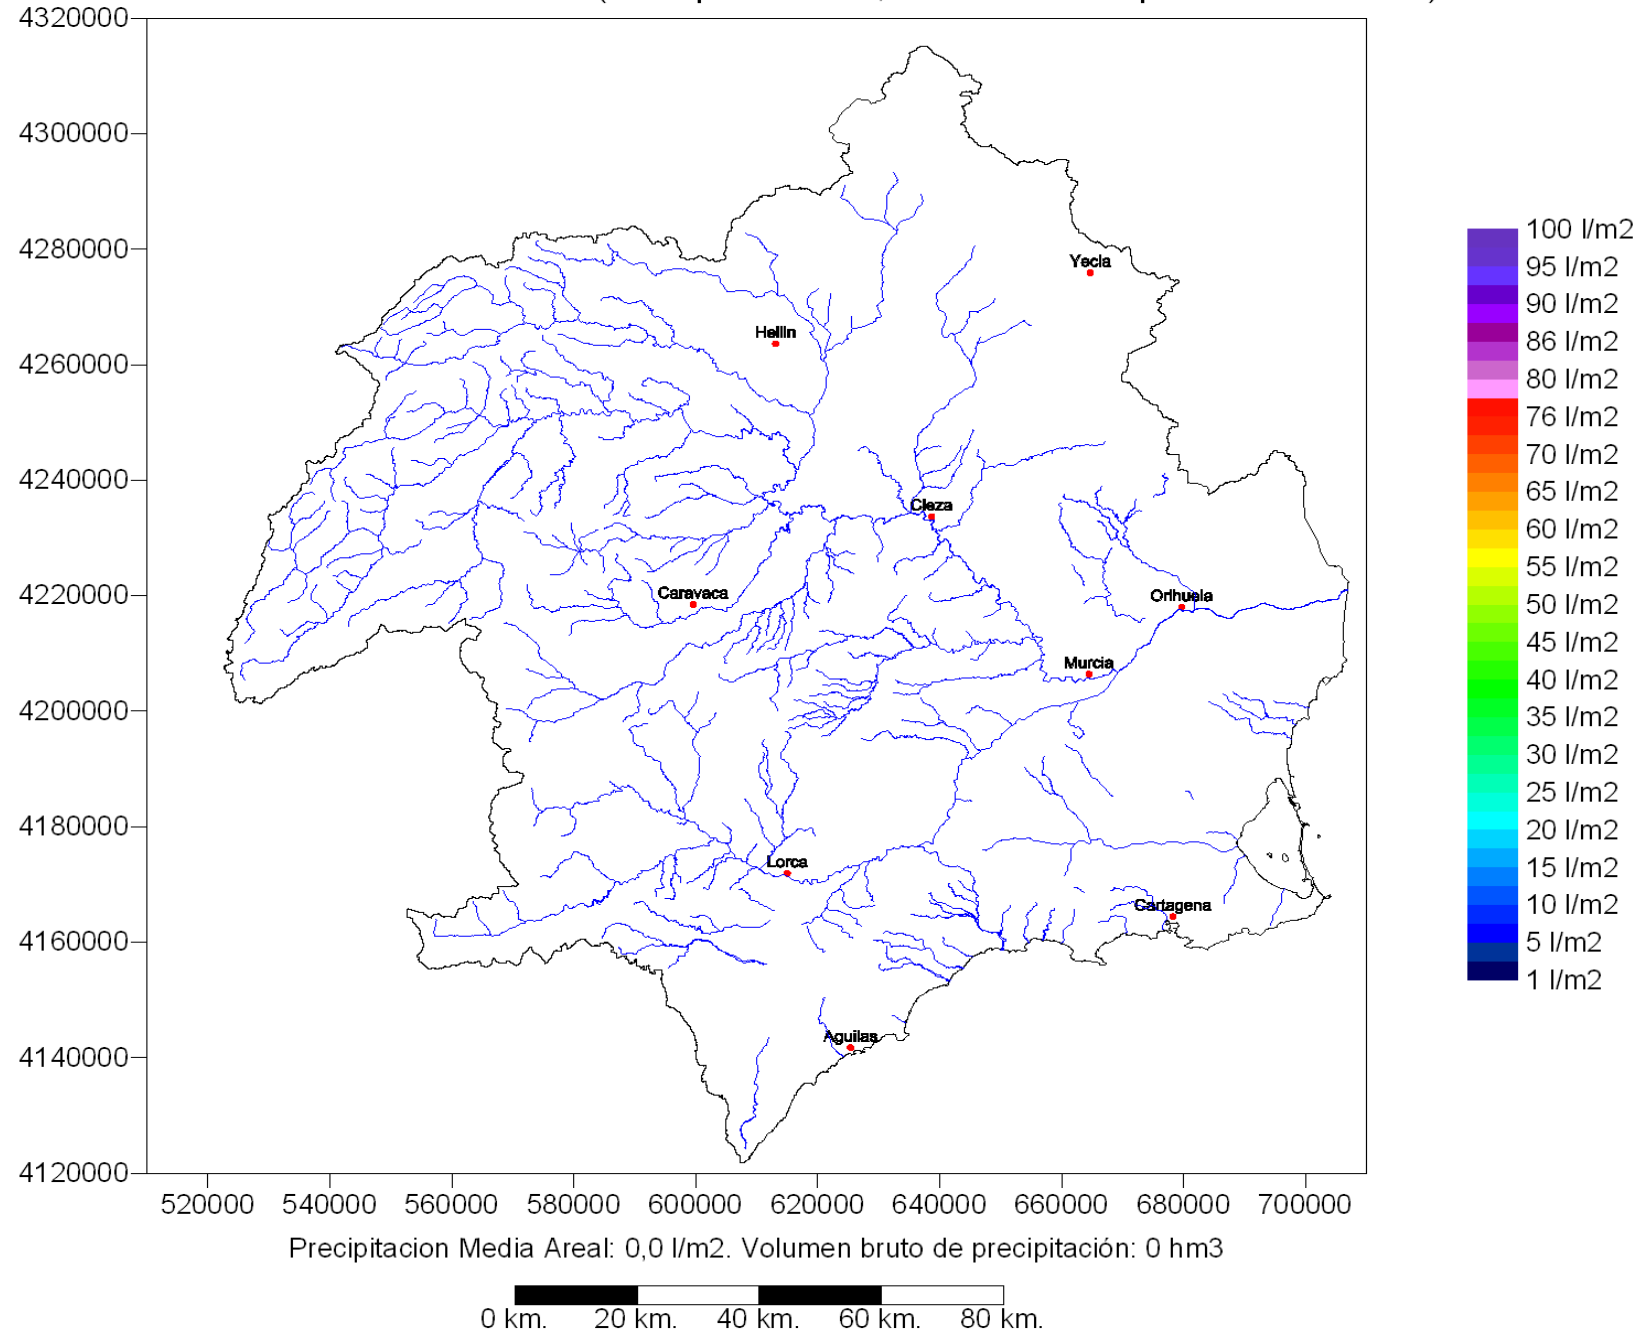 4320000
4300000
4280000
4260000
4240000
4220000
4200000
4180000
4160000
4140000
4120000
520000 540000 560000 580000 600000 620000 640000 660000 680000 700000
Yecla
Hellin
Cieza
Caravaca
Orihuela
Murcia
Lorca
Cartagena
Aguilas
100 l/m2
95 l/m2
90 l/m2
86 l/m2
80 l/m2
76 l/m2
70 l/m2
65 l/m2
60 l/m2
55 l/m2
50 l/m2
45 l/m2
40 l/m2
35 l/m2
30 l/m2
25 l/m2
20 l/m2
15 l/m2
10 l/m2
5 l/m2
1 l/m2
Precipitacion Media Areal: 0,0 l/m2. Volumen bruto de precipitación: 0 hm3
0 km. 20 km. 40 km. 60 km. 80 km.